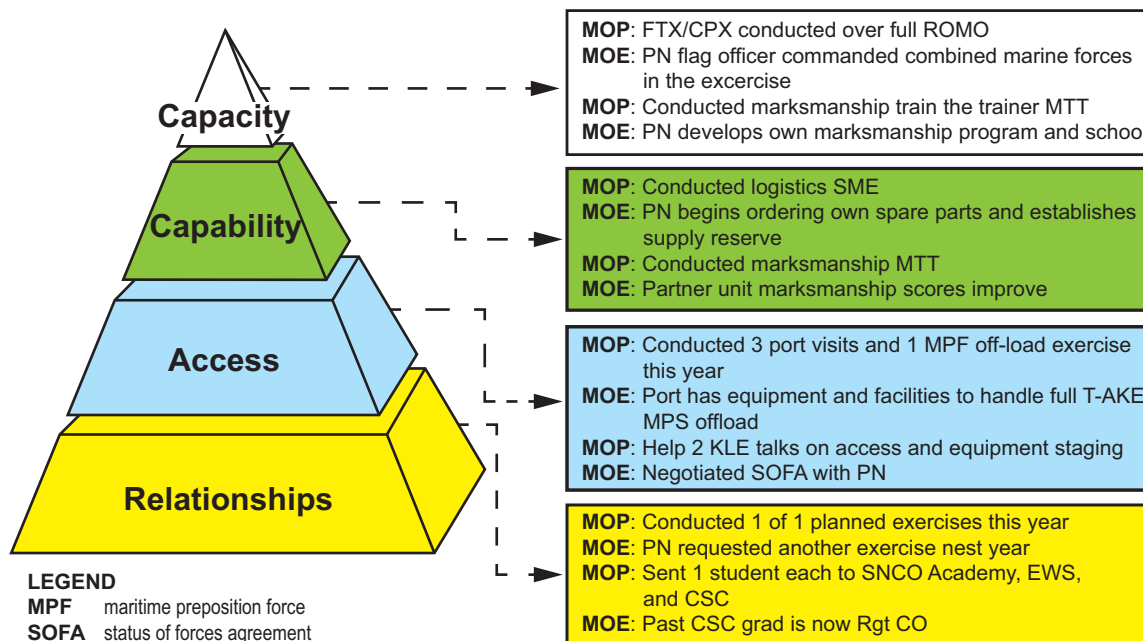 Capacity
Capability
Access
Relationships
MOP: FTX/CPX conducted over full ROMO
MOE: PN flag officer commanded combined marine forces
in the excercise
MOP: Conducted marksmanship train the trainer MTT
MOE: PN develops own marksmanship program and schoo
MOP: Conducted logistics SME
MOE: PN begins ordering own spare parts and establishes
supply reserve
MOP: Conducted marksmanship MTT
MOE: Partner unit marksmanship scores improve
MOP: Conducted 3 port visits and 1 MPF off-load exercise
this year
MOE: Port has equipment and facilities to handle full T-AKE
MPS offload
MOP: Help 2 KLE talks on access and equipment staging
MOE: Negotiated SOFA with PN
MOP: Conducted 1 of 1 planned exercises this year
MOE: PN requested another exercise nest year
MOP: Sent 1 student each to SNCO Academy, EWS,
and CSC
MOE: Past CSC grad is now Rgt CO
LEGEND
MPF maritime preposition force
SOFA status of forces agreement